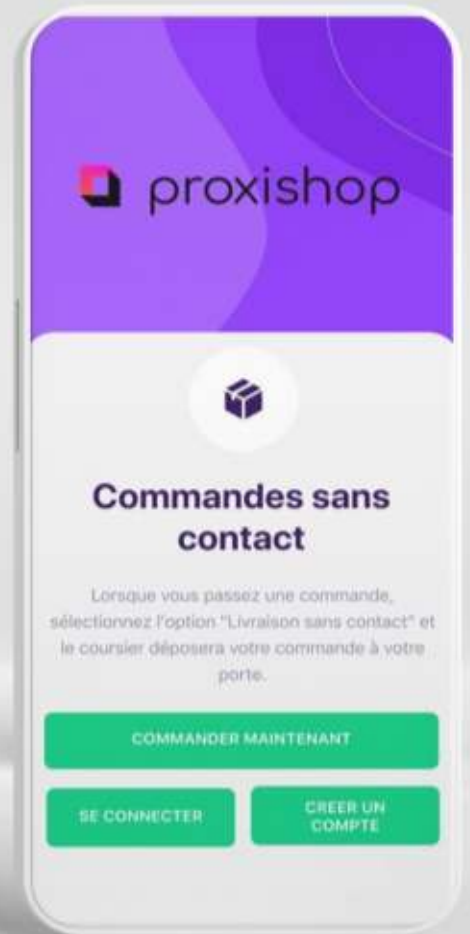 proxishop
Commandes sans
contact
Lorsque vous passez une commande,
sélectionnez l'option "Livraison sans contact" et
le coursier déposera votre commande à votre
porte.
COMMANDER MAINTENANT
SE CONNECTER
CREER UN
COMPTE